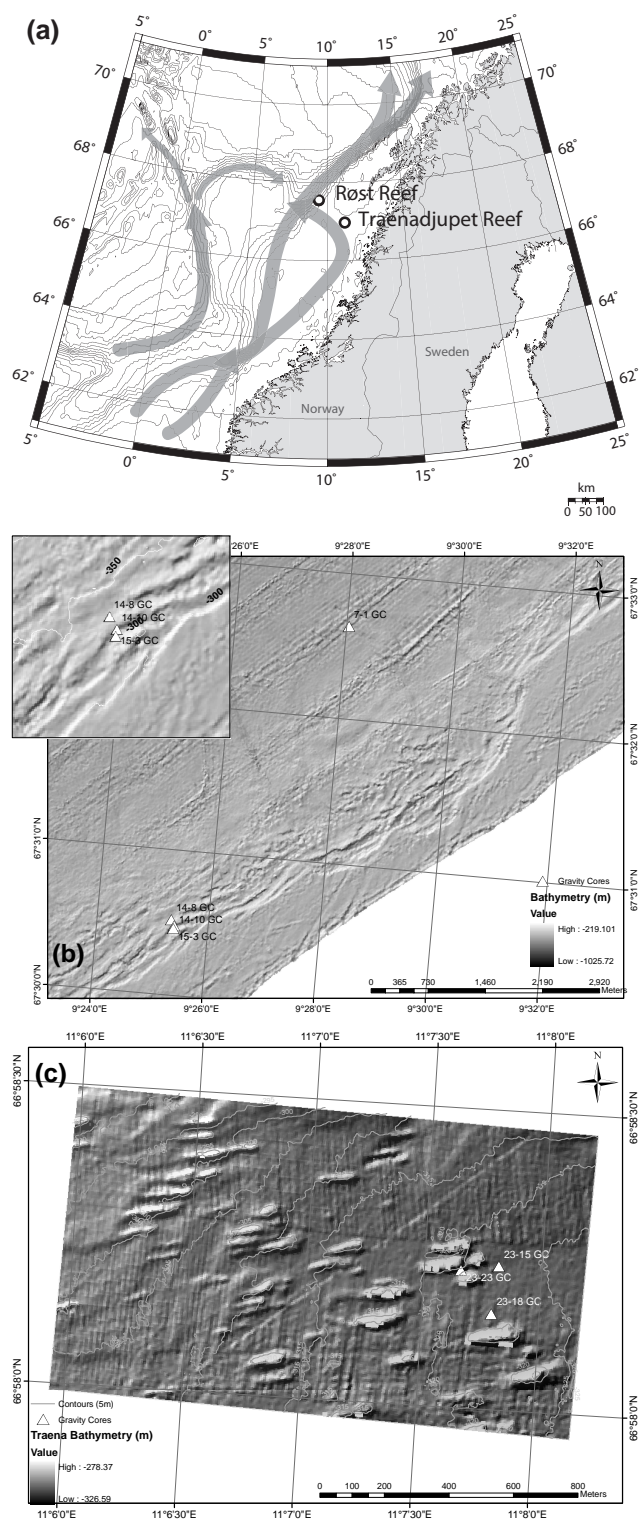 (a)
5°
0°
5°
10°
15°
20°
25°
70°
70°
68°
68°
66°
66°
64°
64°
62°
62°
Røst Reef
Traenadjupet Reef
Sweden
Norway
5°
0°
5°
10°
15°
20°
25°
km
0 50 100
9°26'0"E
9°28'0"E
9°30'0"E
9°32'0"E
N
-350
-300
14-8 GC
14-10 GC
-300
15-3 GC
7-1 GC
67°33'0"N
67°32'0"N
67°31'0"N
67°31'0"N
14-8 GC
14-10 GC
15-3 GC
Gravity Cores
Bathymetry (m)
Value
High : -219.101
Low : -1025.72
(b)
67°30'0"N
0 365 730 1,460 2,190 2,920
Meters
9°24'0"E
9°26'0"E
9°28'0"E
9°30'0"E
9°32'0"E
11°6'0"E
11°6'30"E
11°7'0"E
11°7'30"E
11°8'0"E
(c)
N
66°58'30"N
66°58'30"N
-300
23-15 GC
23-23 GC
23-18 GC
66°58'0"N
66°58'0"N
Contours (5m)
Gravity Cores
Traena Bathymetry (m)
Value
High : -278.37
Low : -326.59
0 100 200 400 600 800
Meters
11°6'0"E
11°6'30"E
11°7'0"E
11°7'30"E
11°8'0"E